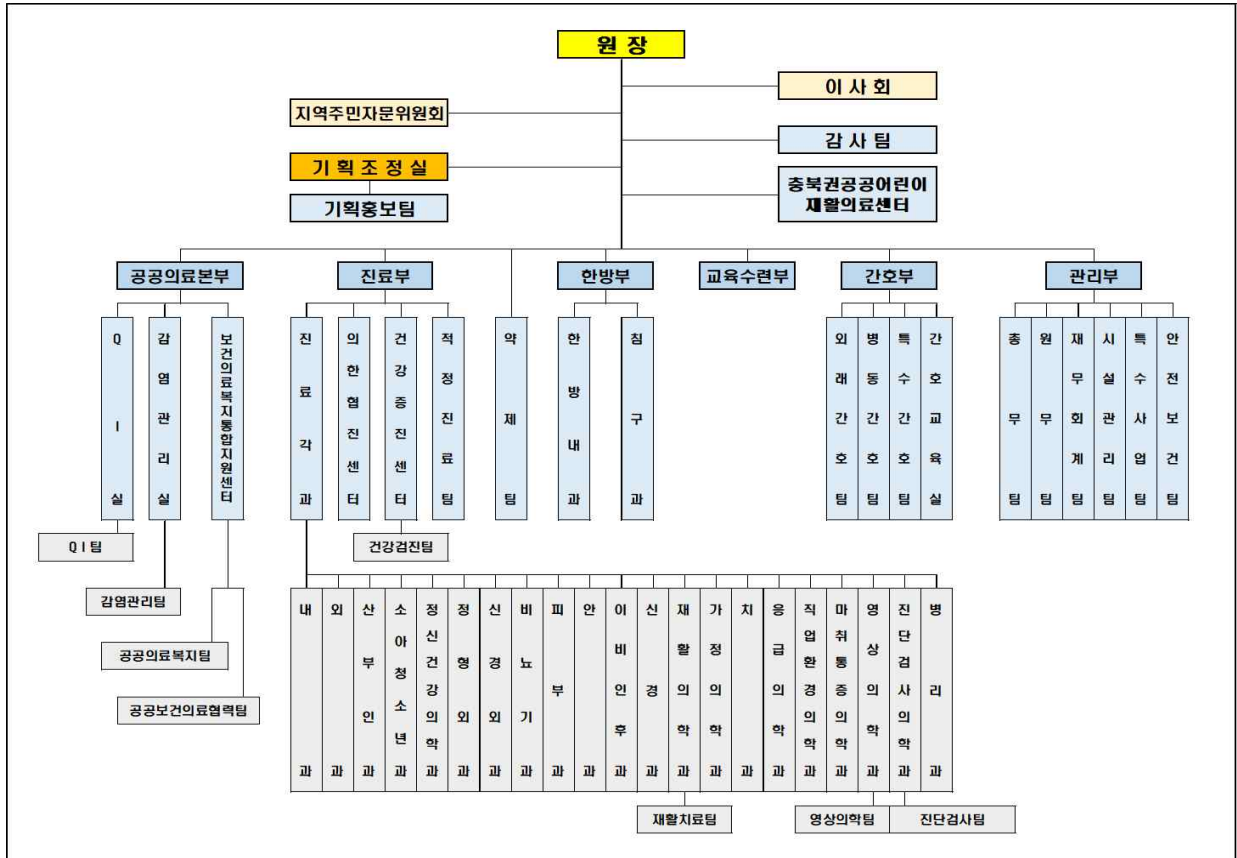 원 장
이 사 회
지역주민자문위원회
감 사 팀
기 획 조 정 실
충북권공공어린이
재활의료센터
기획홍보팀
공공의료본부
진료부
한방부
교육수련부
간호부
관리부
Q I 실
감염관리실
보건의료복지통합지원센터
진료각과
의한협진센터
건강증진센터
적정진료팀
약제팀
한방내과
침구과
외래간호팀
병동간호팀
특수간호팀
간호교육실
총무팀
원무팀
재무회계팀
시설관리팀
특수사업팀
안전보건팀
Q I 팀
건강검진팀
감염관리팀
공공의료복지팀
공공보건의료협력팀
내과
외과
산부인과
소아청소년과
정신건강의학과
정형외과
신경외과
비뇨기과
피부과
안과
이비인후과
신경과
재활의학과
가정의학과
치과
응급의학과
직업환경의학과
마취통증의학과
영상의학과
진단검사의학과
병리과
재활치료팀
영상의학팀
진단검사팀